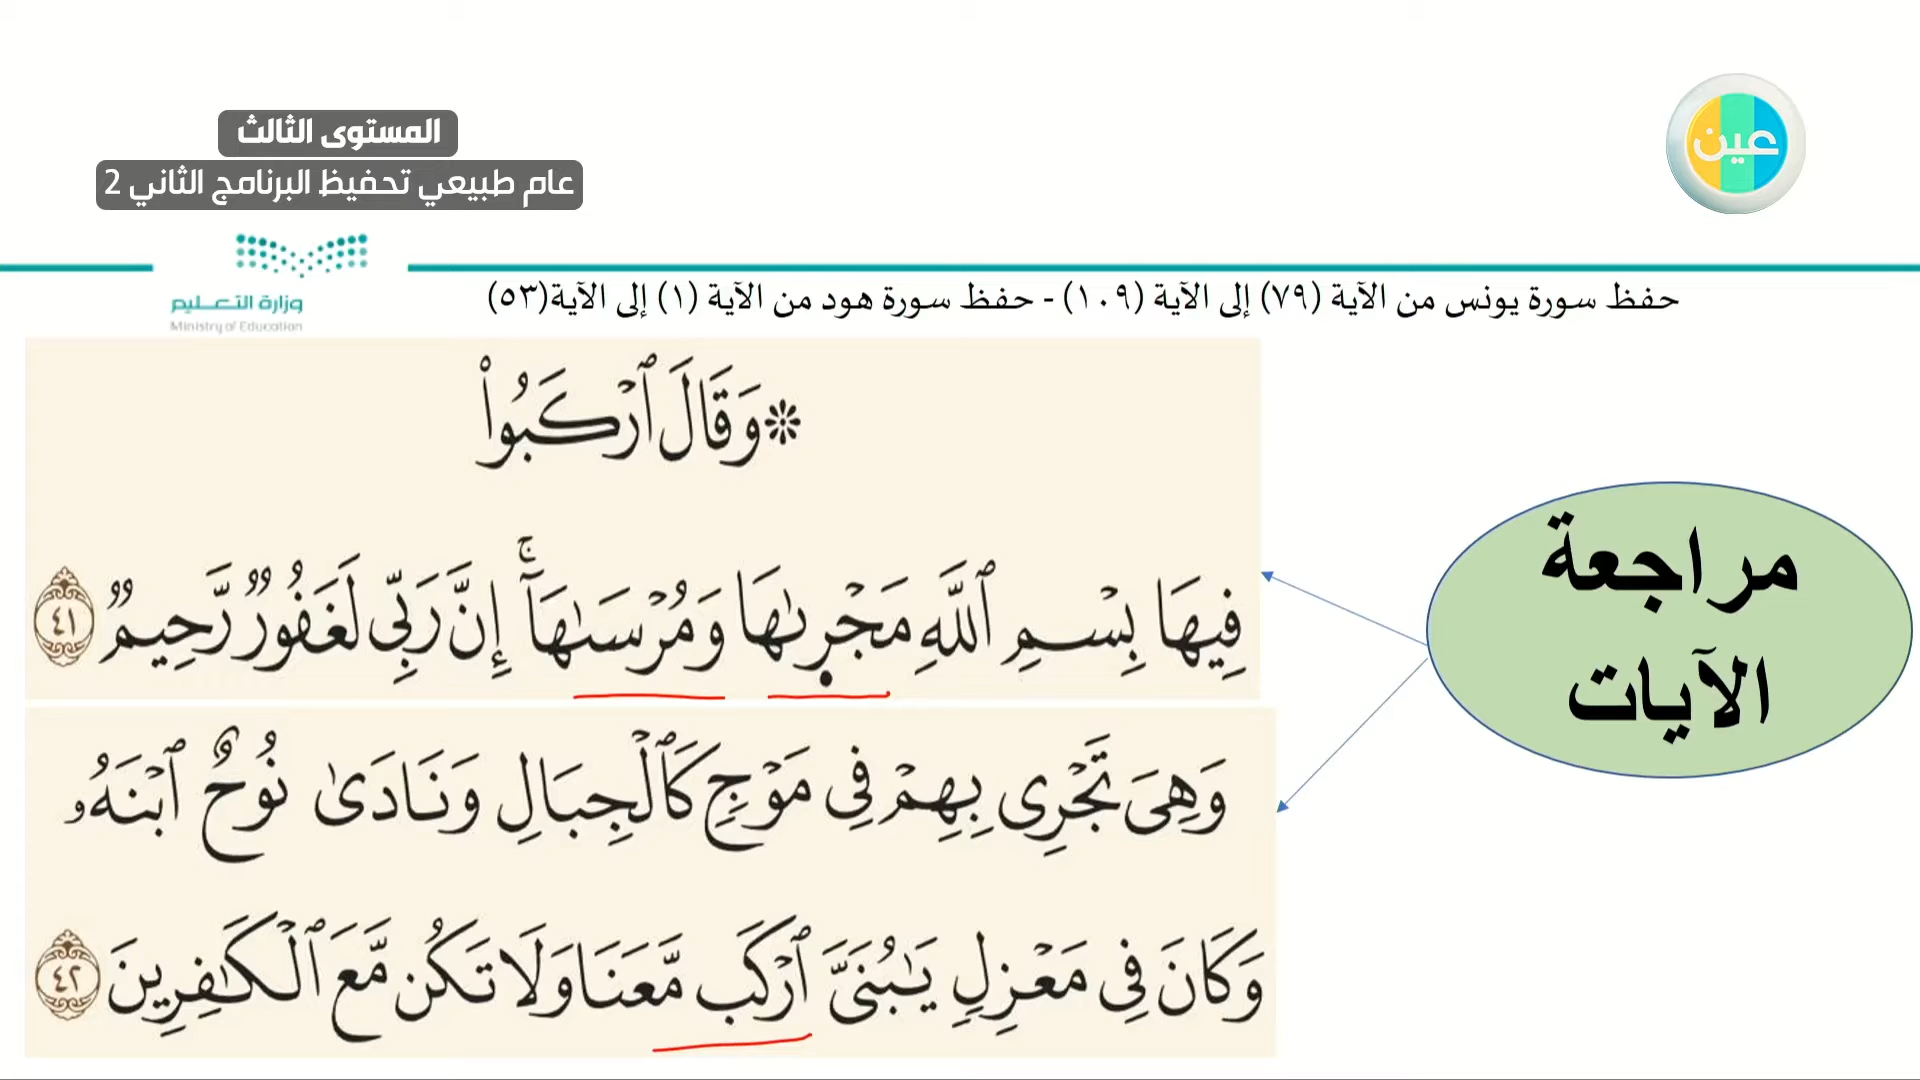 عين
المستوى الثالث
عام طبيعي تحفيظ البرنامج الثاني 2
وزارة التعليم
Ministry of Education
حفظ سورة يونس من الآية (٧٩) إلى الآية (١٠٩) - حفظ سورة هود من الآية (١) إلى الآية(٥٣)
۞وَقَالَ ٱرۡكَبُواْ
فِيهَا بِسۡمِ ٱللَّهِ مَجۡرٜىٰهَا وَمُرۡسَىٰهَآۚ إِنَّ رَبِّي لَغَفُورٞ رَّحِيمٞ ٤١
وَهِيَ تَجۡرِي بِهِمۡ فِي مَوۡجٖ كَٱلۡجِبَالِ وَنَادَىٰ نُوحٌ ٱبۡنَهُۥ
وَكَانَ فِي مَعۡزِلٖ يَٰبُنَيَّ ٱرۡكَب مَّعَنَا وَلَا تَكُن مَّعَ ٱلۡكَٰفِرِينَ ٤٢
مراجعة
الآيات